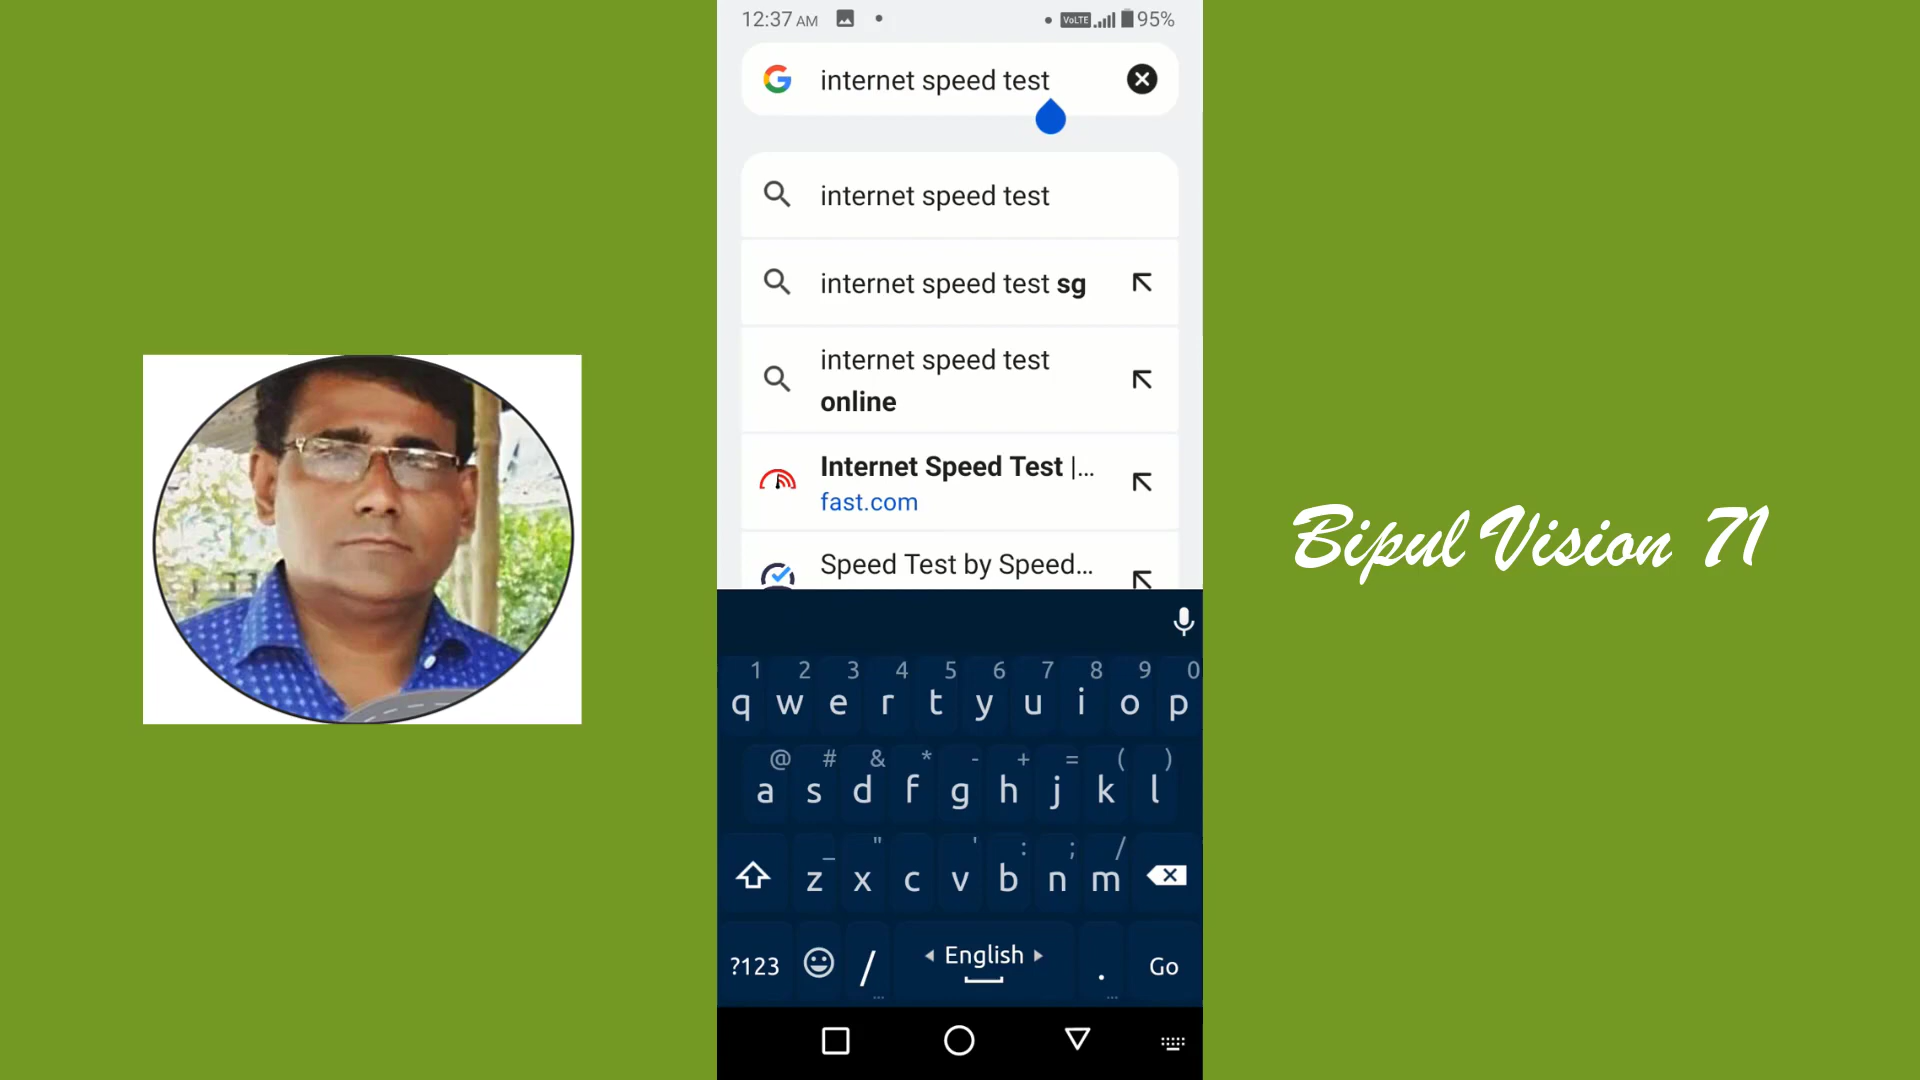 12:37 AM
VoLTE 95%
internet speed test
internet speed test
internet speed test sg
internet speed test
online
Internet Speed Test |...
fast.com
Speed Test by Speed...
1 2 3 4 5 6 7 8 9 0
q w e r t y u i o p
@ # & * - + = ( )
a s d f g h j k l
_ " ' : ; /
z x c v b n m
?123 / English . Go
Bipul Vision 71